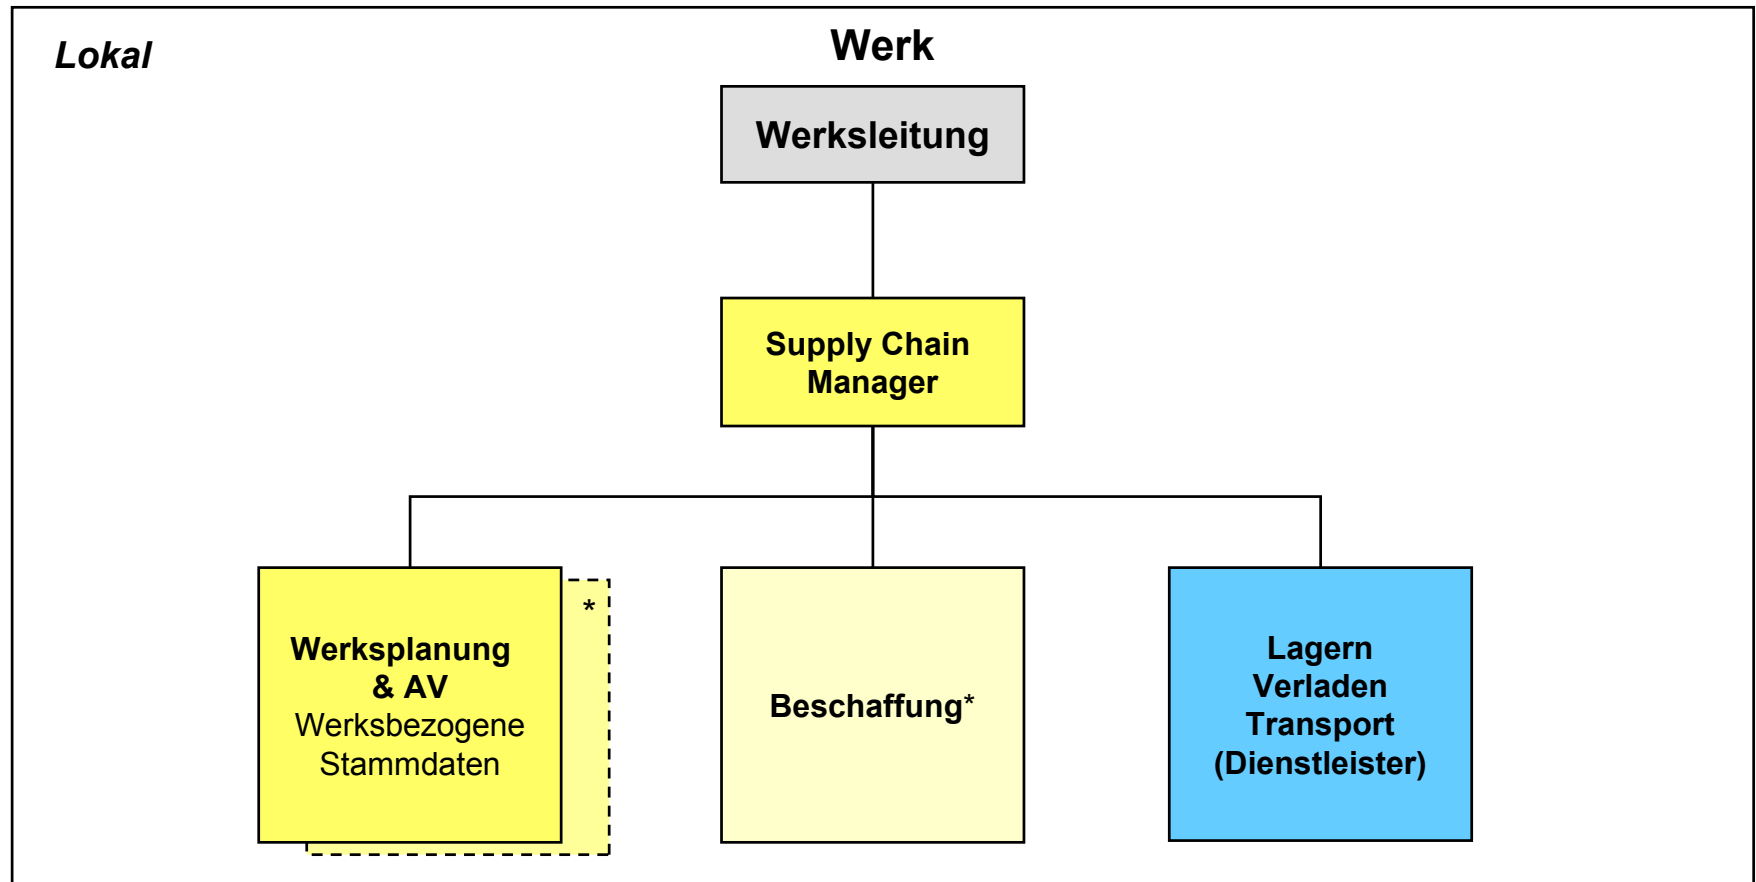 Lokal
Werk
Werksleitung
Supply Chain
Manager
*
Werksplanung
& AV
Werksbezogene
Stammdaten
Beschaffung*
Lagern
Verladen
Transport
(Dienstleister)